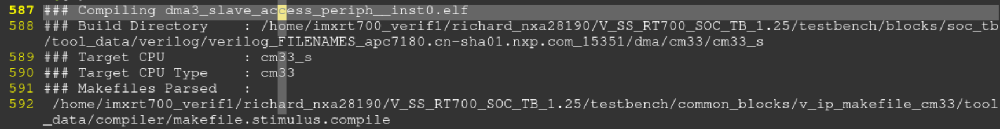 587 ### Compiling dma3_slave_access_periph__inst0.elf
588 ### Build Directory    : /home/imxrt700_verif1/richard_nxa28190/V_SS_RT700_SOC_TB_1.25/testbench/blocks/soc_tb
/tool_data/verilog/verilog_FILENAMES_apc7180.cn-sha01.nxp.com_15351/dma/cm33/cm33_s
589 ### Target CPU         : cm33_s
590 ### Target CPU Type    : cm33
591 ### Makefiles Parsed   :
592  /home/imxrt700_verif1/richard_nxa28190/V_SS_RT700_SOC_TB_1.25/testbench/common_blocks/v_ip_makefile_cm33/tool
_data/compiler/makefile.stimulus.compile